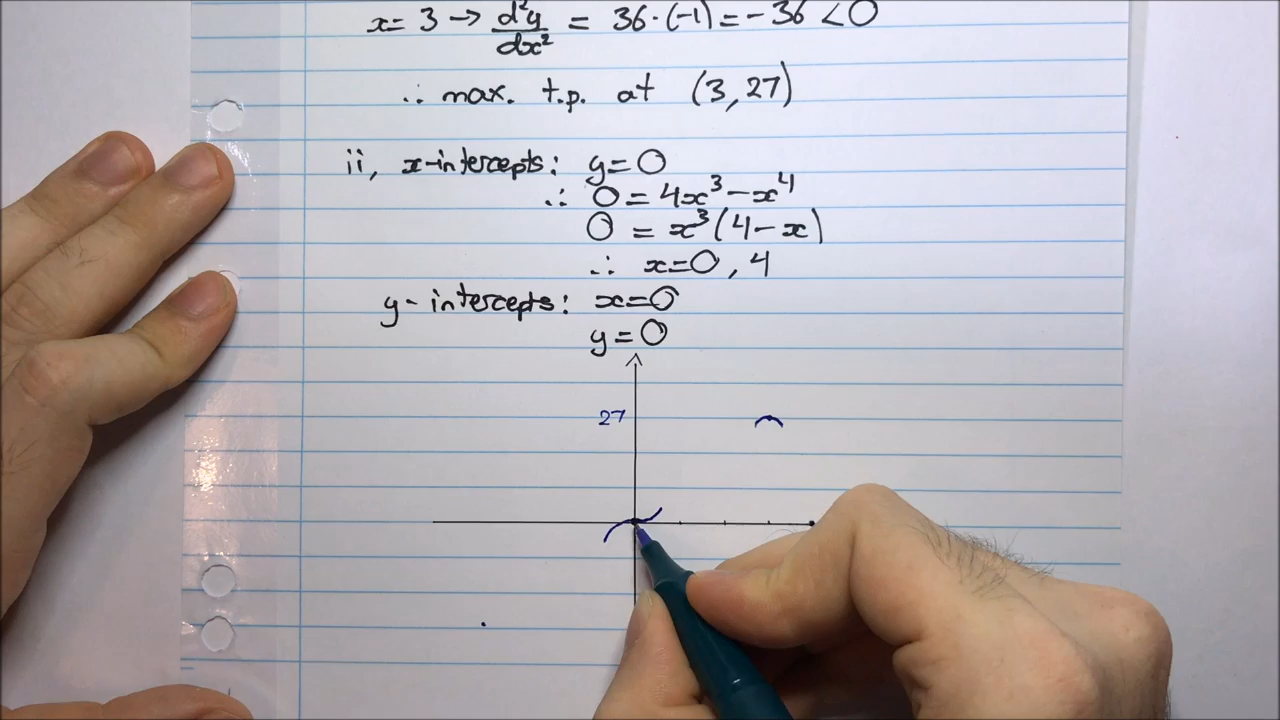 x = 3 → d²y/dx² = 36·(-1) = -36 < 0
∴ max. t.p. at (3, 27)
ii, x-intercepts: y = 0
∴ 0 = 4x³ - x⁴
0 = x³(4 - x)
∴ x = 0, 4
y-intercepts: x = 0
y = 0
27